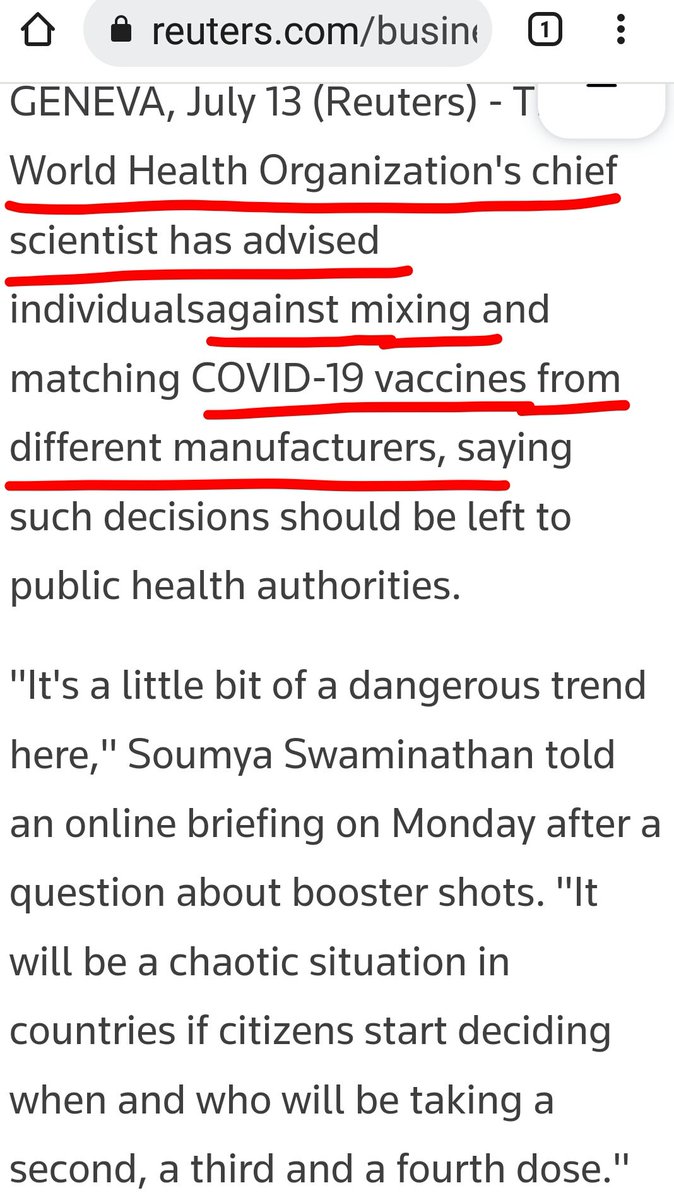 reuters.com/busine
1
GENEVA, July 13 (Reuters) - T
World Health Organization's chief
scientist has advised
individualsagainst mixing and
matching COVID-19 vaccines from
different manufacturers, saying
such decisions should be left to
public health authorities.
"It's a little bit of a dangerous trend
here," Soumya Swaminathan told
an online briefing on Monday after a
question about booster shots. "It
will be a chaotic situation in
countries if citizens start deciding
when and who will be taking a
second, a third and a fourth dose."